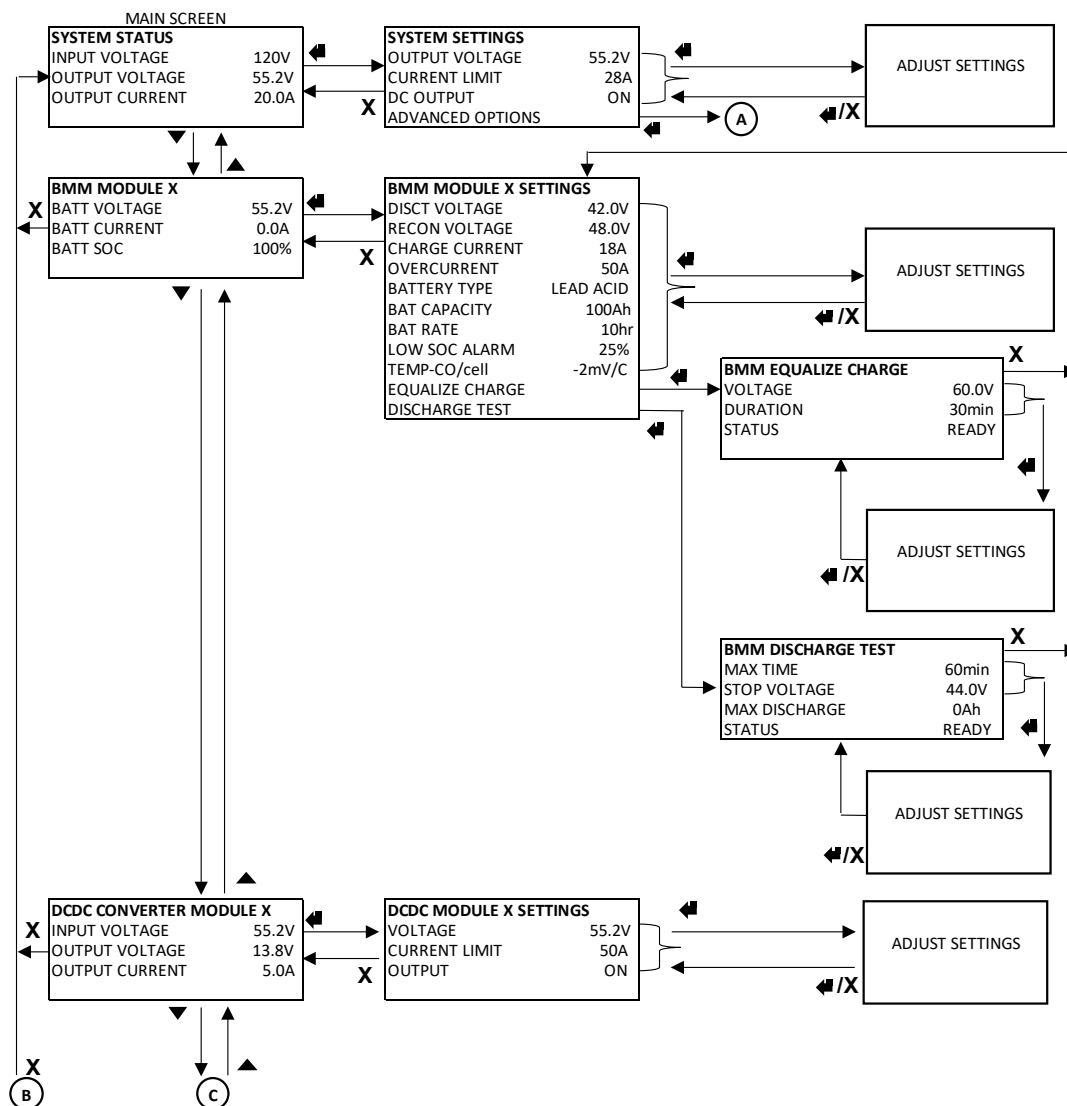 MAIN SCREEN
SYSTEM STATUS
INPUT VOLTAGE 120V
OUTPUT VOLTAGE 55.2V
OUTPUT CURRENT 20.0A
X
SYSTEM SETTINGS
OUTPUT VOLTAGE 55.2V
CURRENT LIMIT 28A
DC OUTPUT ON
ADVANCED OPTIONS
A
ADJUST SETTINGS
/X
BMM MODULE X
BATT VOLTAGE 55.2V
BATT CURRENT 0.0A
BATT SOC 100%
X
X
BMM MODULE X SETTINGS
DISCT VOLTAGE 42.0V
RECON VOLTAGE 48.0V
CHARGE CURRENT 18A
OVERCURRENT 50A
BATTERY TYPE LEAD ACID
BAT CAPACITY 100Ah
BAT RATE 10hr
LOW SOC ALARM 25%
TEMP-CO/cell -2mV/C
EQUALIZE CHARGE
DISCHARGE TEST
ADJUST SETTINGS
/X
BMM EQUALIZE CHARGE
VOLTAGE 60.0V
DURATION 30min
STATUS READY
X
ADJUST SETTINGS
/X
BMM DISCHARGE TEST
MAX TIME 60min
STOP VOLTAGE 44.0V
MAX DISCHARGE 0Ah
STATUS READY
X
ADJUST SETTINGS
/X
DCDC CONVERTER MODULE X
INPUT VOLTAGE 55.2V
OUTPUT VOLTAGE 13.8V
OUTPUT CURRENT 5.0A
X
X
DCDC MODULE X SETTINGS
VOLTAGE 55.2V
CURRENT LIMIT 50A
OUTPUT ON
ADJUST SETTINGS
/X
X
B
C